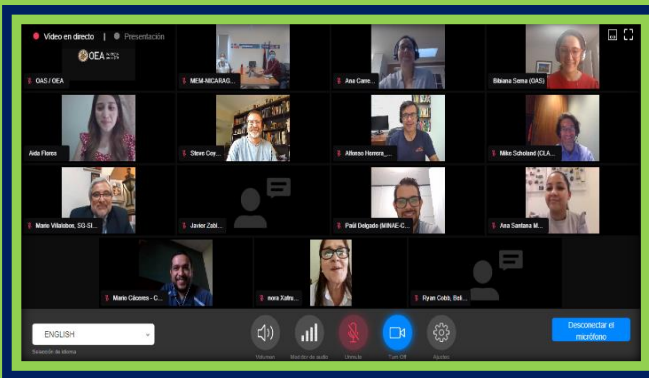 Video en directo | Presentación
OEA
OAS / OEA
MEM-NICARAG...
Ana Carre...
Bibiana Serna (OAS)
Aida Flores
Steve Coy...
Alfonso Herrera_...
Mike Scholand (CLA...
Mario Villalobos, SG-SI...
Javier Zabl...
Paúl Delgado (MINAE-C...
Ana Santana M...
Mario Cáceres - C...
nora Xatru...
Ryan Cobb, Bsti...
ENGLISH
Selección de idioma
Volumen
Medidor de audio
Unmute
Turn Off
Ajustes
Desconectar el
micrófono